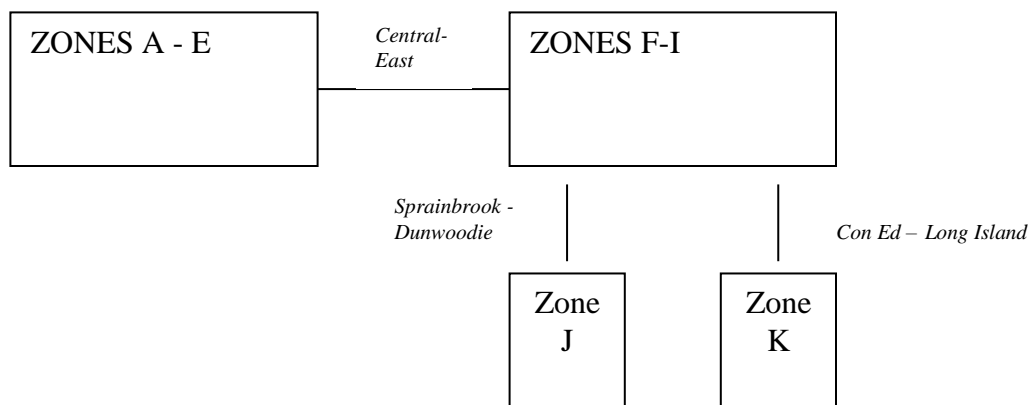 ZONES A - E
Central-
East
ZONES F-I
Sprainbrook -
Dunwoodie
Con Ed – Long Island
Zone
J
Zone
K